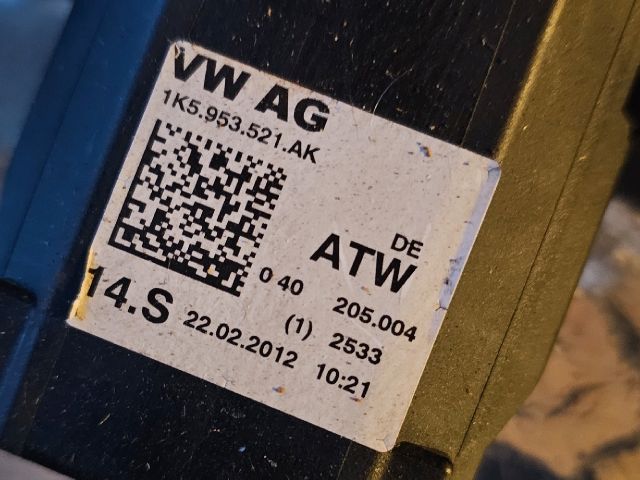 VW AG
1K5.953.521.AK
DE
ATW
0 40 205.004
14.S (1) 2533
22.02.2012 10:21